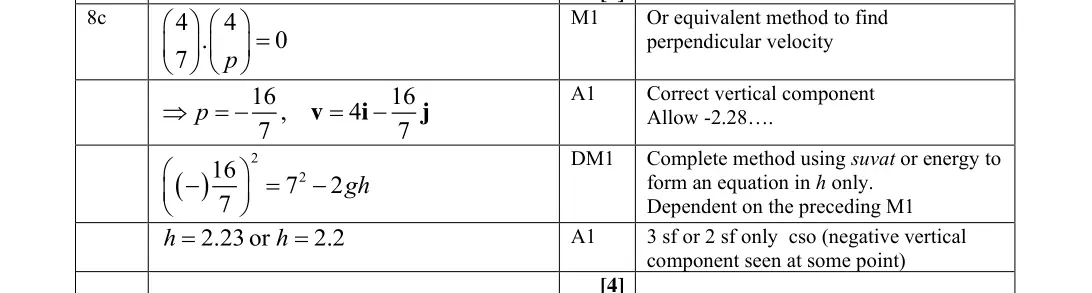 8c (4 7) . (4 p) = 0 M1 Or equivalent method to find
perpendicular velocity
⇒ p = −16/7, v = 4i − 16/7 j A1 Correct vertical component
Allow -2.28….
((−)16/7)² = 7² − 2gh DM1 Complete method using suvat or energy to
form an equation in h only.
Dependent on the preceding M1
h = 2.23 or h = 2.2 A1 3 sf or 2 sf only cso (negative vertical
component seen at some point)
[4]